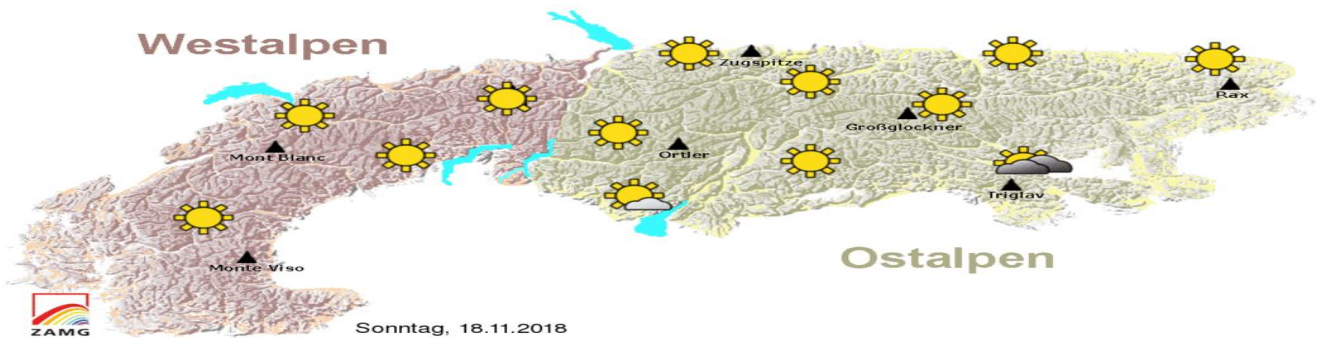 Westalpen
Zugspitze
Rax
Großglockner
Mont Blanc
Ortler
Triglav
Ostalpen
Monte Viso
ZAMG
Sonntag, 18.11.2018